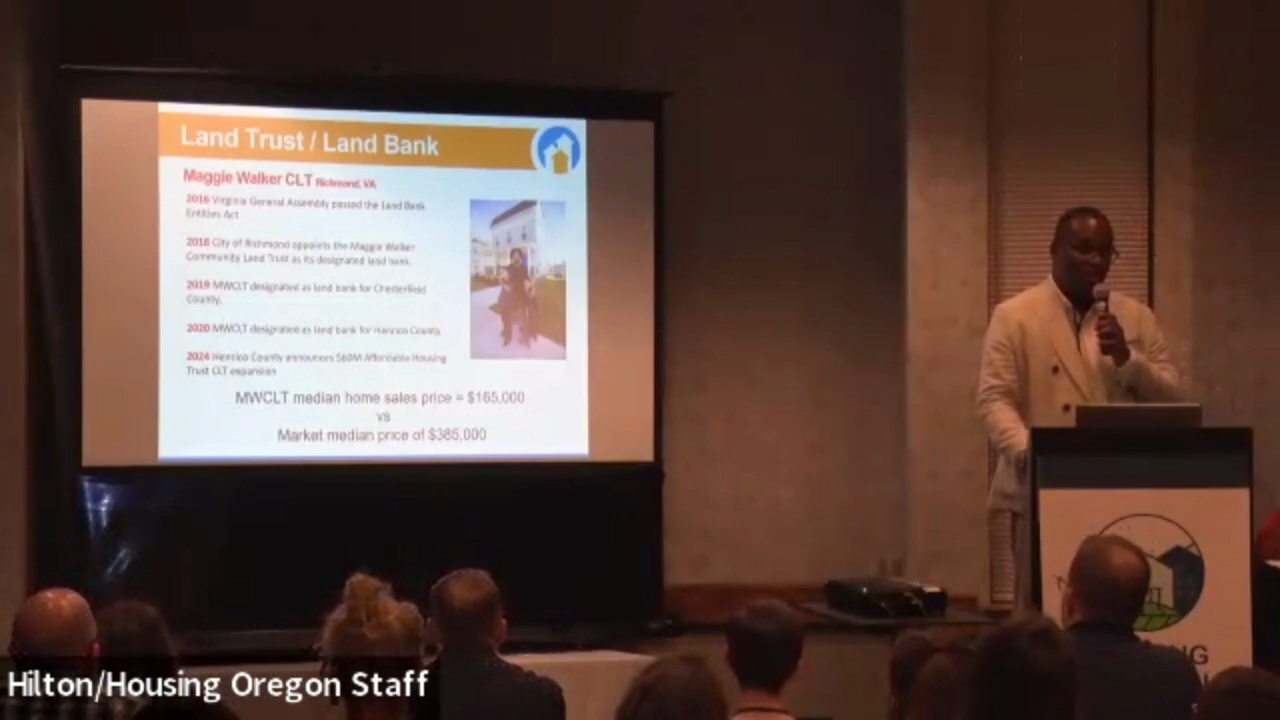 Land Trust / Land Bank
Maggie Walker CLT Richmond, VA
2016 Virginia General Assembly passed the Land Bank
Entities Act
2018 City of Richmond appoints the Maggie Walker
Community Land Trust as its designated land bank.
2019 MWCLT designated as land bank for Chesterfield
County.
2020 MWCLT designated as land bank for Henrico County
2024 Henrico County announces $60M Affordable Housing
Trust CLT expansion
MWCLT median home sales price = $165,000
vs
Market median price of $385,000
NG
Hilton/Housing Oregon Staff